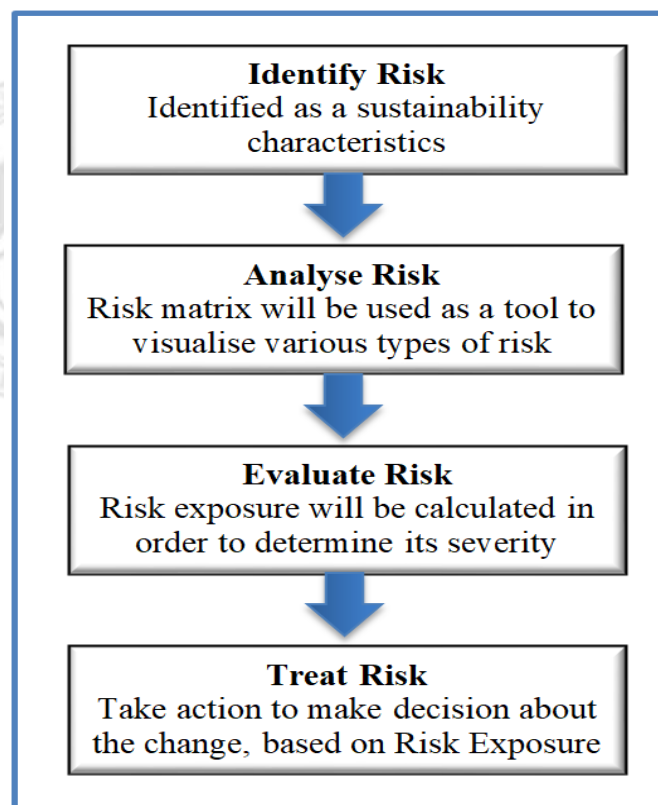 Identify Risk
Identified as a sustainability
characteristics
Analyse Risk
Risk matrix will be used as a tool to
visualise various types of risk
Evaluate Risk
Risk exposure will be calculated in
order to determine its severity
Treat Risk
Take action to make decision about
the change, based on Risk Exposure